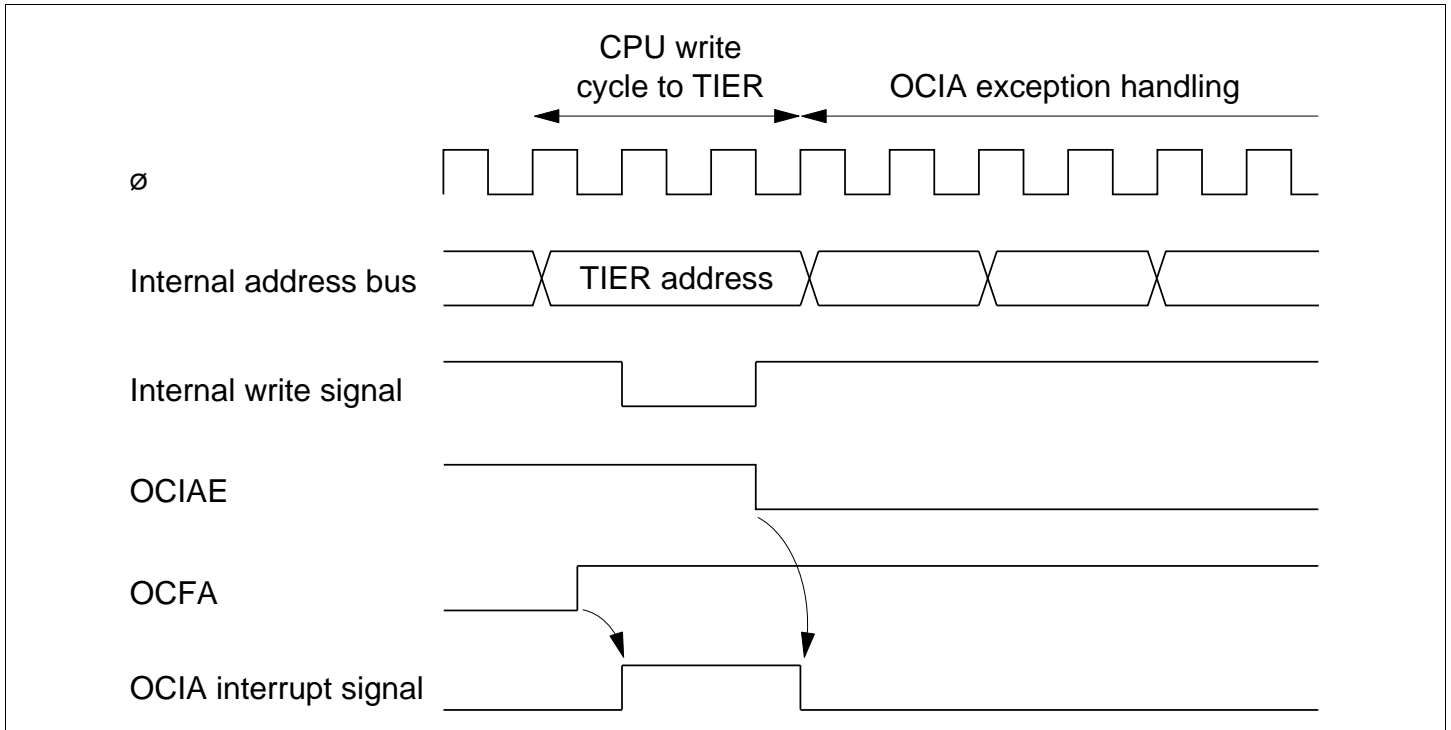 CPU write
cycle to TIER
OCIA exception handling
ø
Internal address bus
TIER address
Internal write signal
OCIAE
OCFA
OCIA interrupt signal